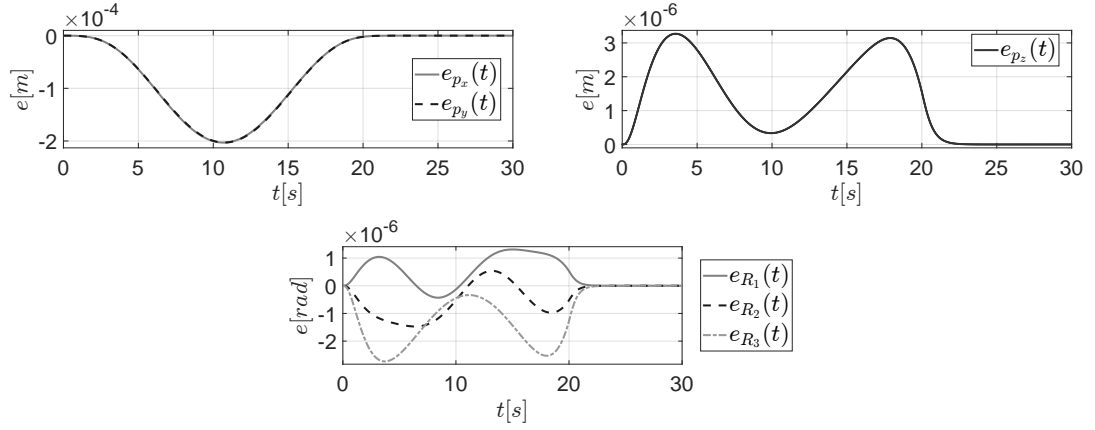 ×10⁻⁴
0
-1
-2
e[m]
0 5 10 15 20 25 30
t[s]
e_{p_x}(t)
e_{p_y}(t)
×10⁻⁶
3
2
1
0
e[m]
0 5 10 15 20 25 30
t[s]
e_{p_z}(t)
×10⁻⁶
1
0
-1
-2
e[rad]
0 10 20 30
t[s]
e_{R_1}(t)
e_{R_2}(t)
e_{R_3}(t)